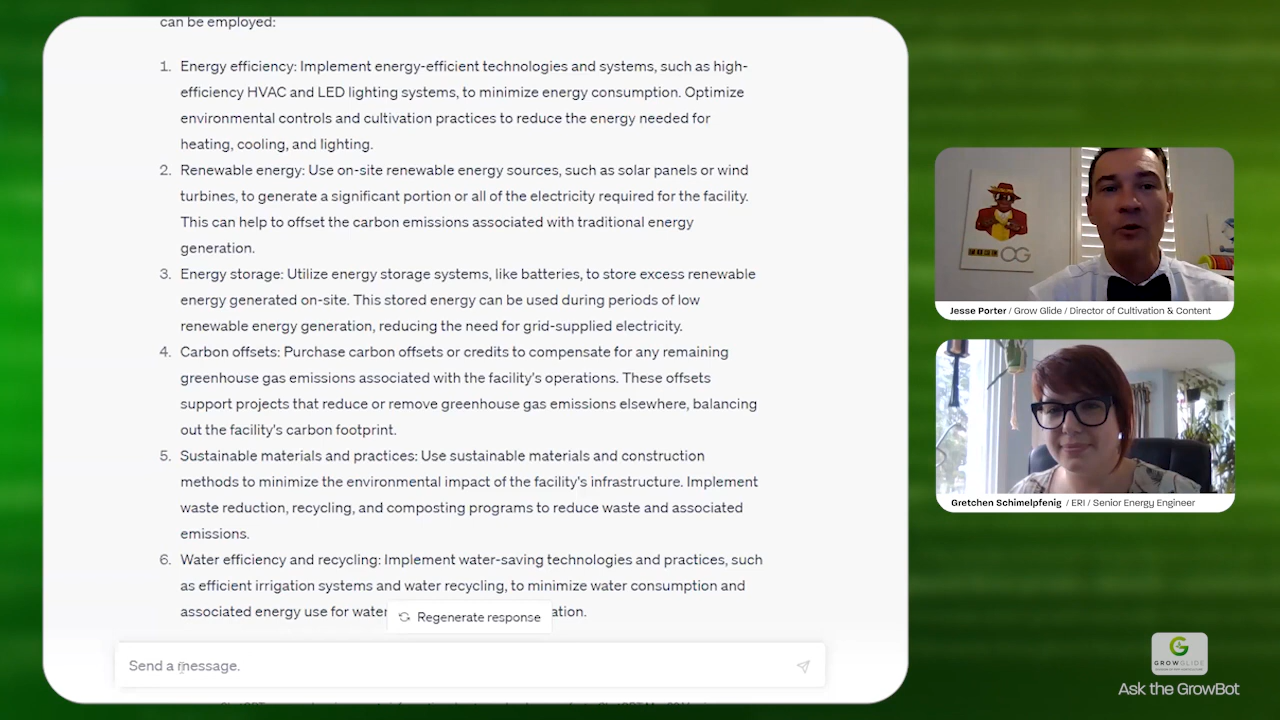 can be employed:
1. Energy efficiency: Implement energy-efficient technologies and systems, such as high-
efficiency HVAC and LED lighting systems, to minimize energy consumption. Optimize
environmental controls and cultivation practices to reduce the energy needed for
heating, cooling, and lighting.
2. Renewable energy: Use on-site renewable energy sources, such as solar panels or wind
turbines, to generate a significant portion or all of the electricity required for the facility.
This can help to offset the carbon emissions associated with traditional energy
generation.
3. Energy storage: Utilize energy storage systems, like batteries, to store excess renewable
energy generated on-site. This stored energy can be used during periods of low
renewable energy generation, reducing the need for grid-supplied electricity.
4. Carbon offsets: Purchase carbon offsets or credits to compensate for any remaining
greenhouse gas emissions associated with the facility's operations. These offsets
support projects that reduce or remove greenhouse gas emissions elsewhere, balancing
out the facility's carbon footprint.
5. Sustainable materials and practices: Use sustainable materials and construction
methods to minimize the environmental impact of the facility's infrastructure. Implement
waste reduction, recycling, and composting programs to reduce waste and associated
emissions.
6. Water efficiency and recycling: Implement water-saving technologies and practices, such
as efficient irrigation systems and water recycling, to minimize water consumption and
associated energy use for water ation.
Regenerate response
Send a message.
OG
Jesse Porter / Grow Glide / Director of Cultivation & Content
Gretchen Schimelpfenig / ERI / Senior Energy Engineer
GROWGLIDE
Ask the GrowBot